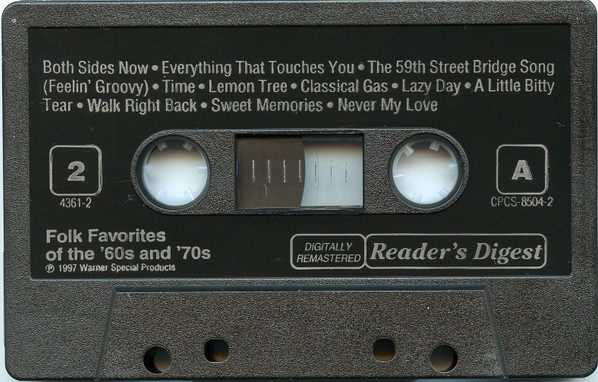 Both Sides Now • Everything That Touches You • The 59th Street Bridge Song
(Feelin' Groovy) • Time • Lemon Tree • Classical Gas • Lazy Day • A Little Bitty
Tear • Walk Right Back • Sweet Memories • Never My Love
2
4361-2
A
CPCS-8504-2
Folk Favorites
of the '60s and '70s
℗ 1997 Warner Special Products
DIGITALLY
REMASTERED
Reader's Digest